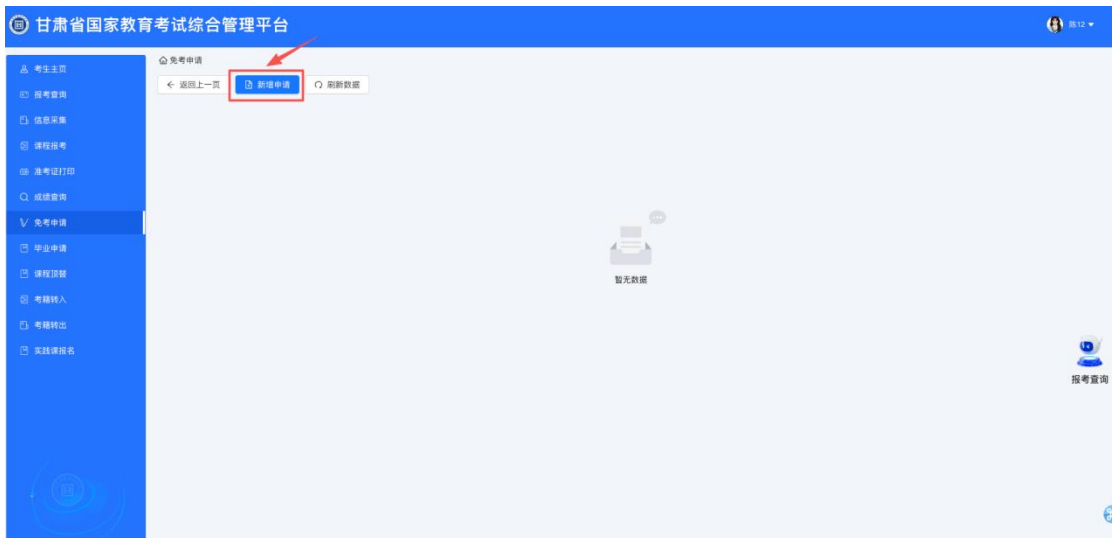 甘肃省国家教育考试综合管理平台
陈12
考生主页
报考查询
信息采集
课程报考
准考证打印
成绩查询
免考申请
毕业申请
课程顶替
考籍转入
考籍转出
实践课报名
免考申请
返回上一页
新增申请
刷新数据
暂无数据
报考查询